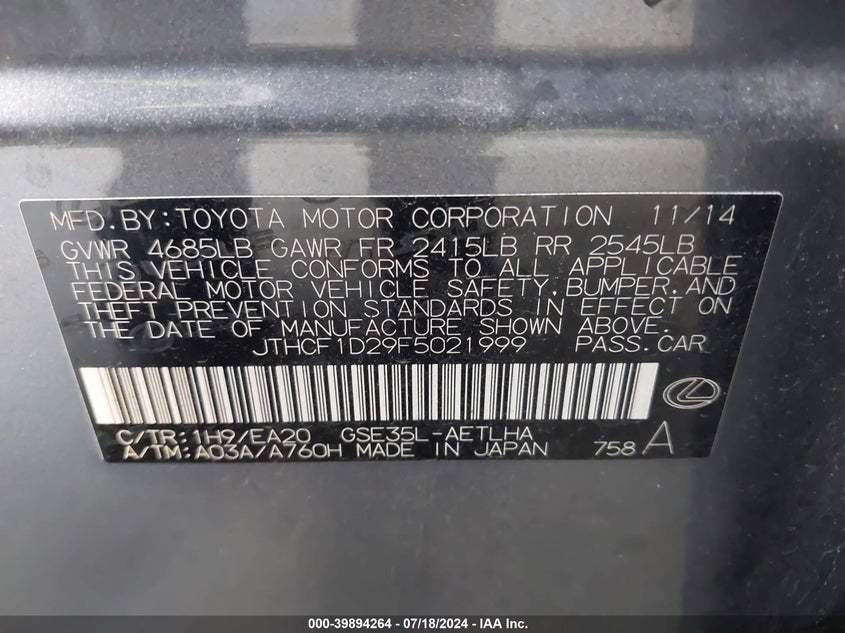 MFD.BY:TOYOTA MOTOR CORPORATION 11/14
GVWR 4685LB GAWR FR 2415LB RR 2545LB
THIS VEHICLE CONFORMS TO ALL APPLICABLE
FEDERAL MOTOR VEHICLE SAFETY,BUMPER,AND
THEFT PREVENTION STANDARDS IN EFFECT ON
THE DATE OF MANUFACTURE SHOWN ABOVE.
JTHCF1D29F5021999 PASS.CAR
C/TR:1H9/EA20 GSE35L-AETLHA
A/TM:A03A/A760H MADE IN JAPAN 758 A
000-39894264 - 07/18/2024 - IAA Inc.